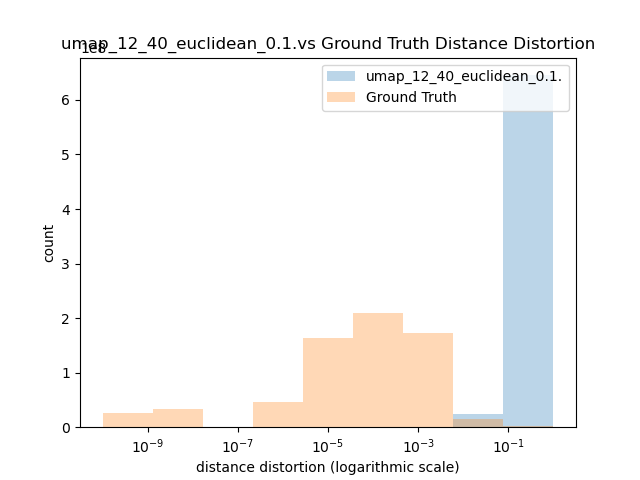 umap_12_40_euclidean_0.1.vs Ground Truth Distance Distortion
1e8
umap_12_40_euclidean_0.1.
Ground Truth
6
5
4
3
2
1
0
count
10⁻⁹ 10⁻⁷ 10⁻⁵ 10⁻³ 10⁻¹
distance distortion (logarithmic scale)